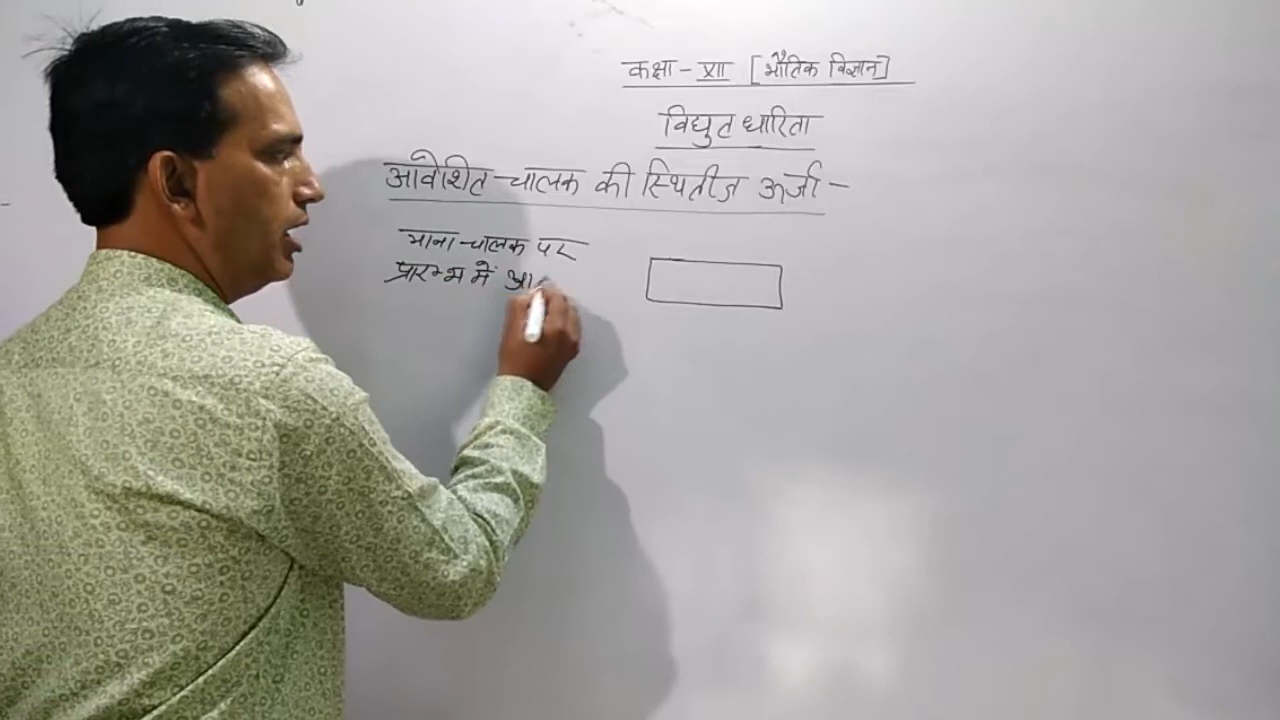 कक्षा - XII [भौतिक विज्ञान]
विद्युत धारिता
आवेशित चालक की स्थितीज ऊर्जा -
माना चालक पर
प्रारम्भ में आ